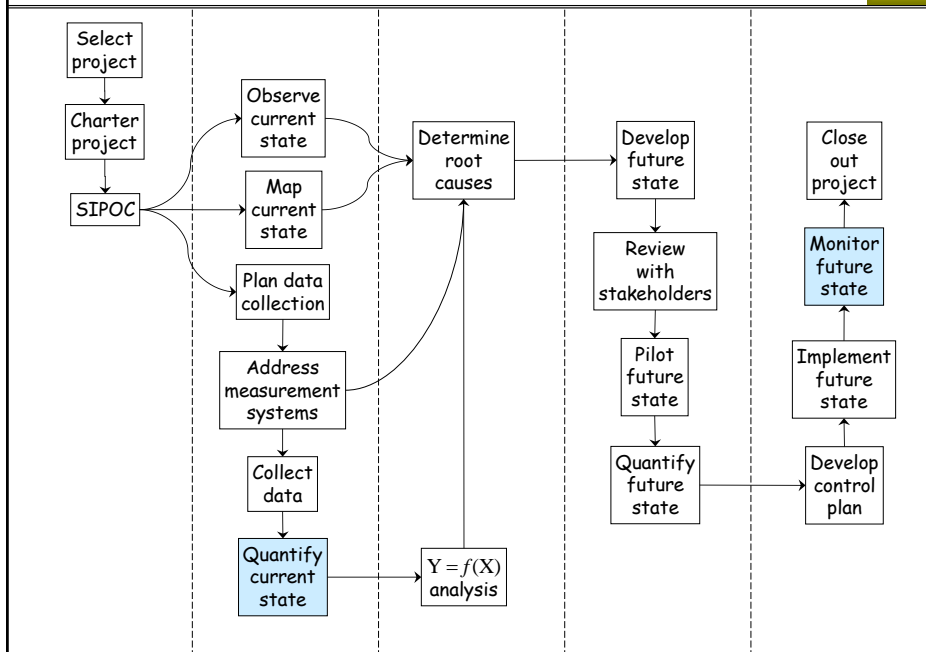 Select
project
Charter
project
SIPOC
Observe
current
state
Map
current
state
Plan data
collection
Address
measurement
systems
Collect
data
Quantify
current
state
Determine
root
causes
Y = f(X)
analysis
Develop
future
state
Review
with
stakeholders
Pilot
future
state
Quantify
future
state
Close
out
project
Monitor
future
state
Implement
future
state
Develop
control
plan